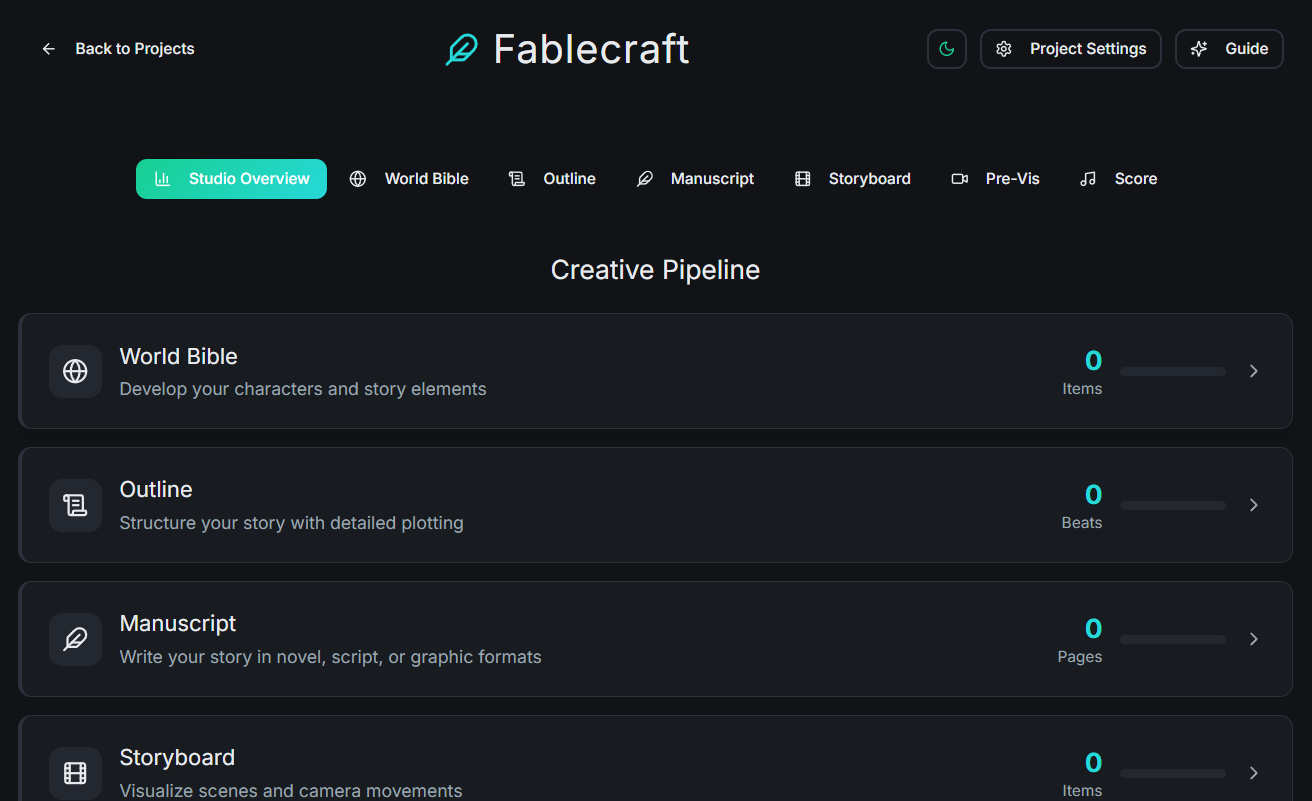 Back to Projects
Fablecraft
Project Settings
Guide
Studio Overview
World Bible
Outline
Manuscript
Storyboard
Pre-Vis
Score
Creative Pipeline
World Bible
Develop your characters and story elements
0
Items
Outline
Structure your story with detailed plotting
0
Beats
Manuscript
Write your story in novel, script, or graphic formats
0
Pages
Storyboard
Visualize scenes and camera movements
0
Items